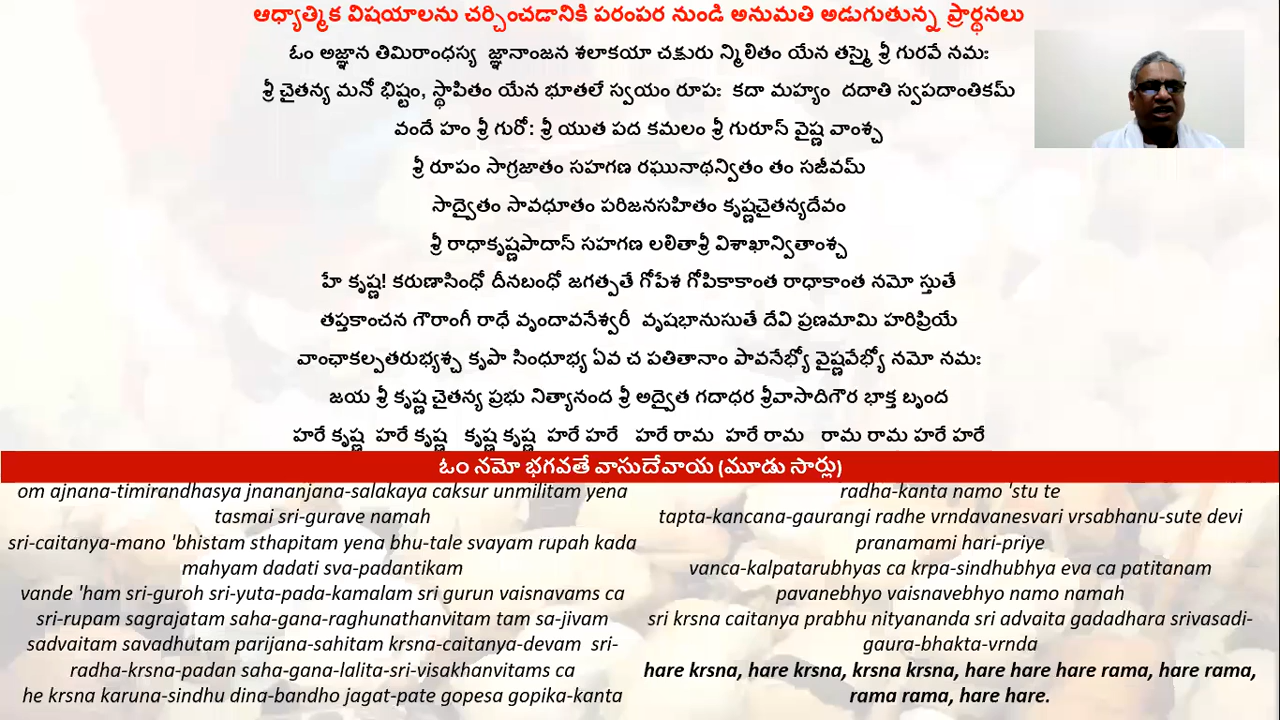 ఆధ్యాత్మిక విషయాలను చర్చించడానికి పరంపర నుండి అనుమతి అడుగుతున్న ప్రార్థనలు
ఓం అజ్ఞాన తిమిరాంధస్య జ్ఞానాంజన శలాకయా చక్షురు న్మిలితం యేన తస్మై శ్రీ గురవే నమః
శ్రీ చైతన్య మనో భిష్టం, స్థాపితం యేన భూతలే స్వయం రూపః కదా మహ్యం దదాతి స్వపదాంతికమ్
వందే హం శ్రీ గురో: శ్రీ యుత పద కమలం శ్రీ గురూస్ వైష్ణ వాంశ్చ
శ్రీ రూపం సాగ్రజాతం సహగణ రఘునాథన్వితం తం సజీవమ్
సాద్వైతం సావధూతం పరిజనసహితం కృష్ణచైతన్యదేవం
శ్రీ రాధాకృష్ణపాదాస్ సహగణ లలితాశ్రీ విశాఖాన్వితాంశ్చ
హే కృష్ణ! కరుణాసింధో దీనబంధో జగత్పతే గోపేశ గోపికాకాంత రాధాకాంత నమో స్తుతే
తప్తకాంచన గౌరాంగీ రాధే వృందావనేశ్వరీ వృషభానుసుతే దేవి ప్రణమామి హరిప్రియే
వాంఛాకల్పతరుభ్యశ్చ కృపా సింధూభ్య ఏవ చ పతితానాం పావనేభ్యో వైష్ణవేభ్యో నమో నమః
జయ శ్రీ కృష్ణ చైతన్య ప్రభు నిత్యానంద శ్రీ అద్వైత గదాధర శ్రీవాసాదిగౌర భాక్త బృంద
హరే కృష్ణ హరే కృష్ణ కృష్ణ కృష్ణ హరే హరే హరే రామ హరే రామ రామ రామ హరే హరే
ఓం నమో భగవతే వాసుదేవాయ (మూడు సార్లు)
om ajnana-timirandhasya jnananjana-salakaya caksur unmilitam yena
tasmai sri-gurave namah
sri-caitanya-mano 'bhistam sthapitam yena bhu-tale svayam rupah kada
mahyam dadati sva-padantikam
vande 'ham sri-guroh sri-yuta-pada-kamalam sri gurun vaisnavams ca
sri-rupam sagrajatam saha-gana-raghunathanvitam tam sa-jivam
sadvaitam savadhutam parijana-sahitam krsna-caitanya-devam sri-
radha-krsna-padan saha-gana-lalita-sri-visakhanvitams ca
he krsna karuna-sindhu dina-bandho jagat-pate gopesa gopika-kanta
radha-kanta namo 'stu te
tapta-kancana-gaurangi radhe vrndavanesvari vrsabhanu-sute devi
pranamami hari-priye
vanca-kalpatarubhyas ca krpa-sindhubhya eva ca patitanam
pavanebhyo vaisnavebhyo namo namah
sri krsna caitanya prabhu nityananda sri advaita gadadhara srivasadi-
gaura-bhakta-vrnda
hare krsna, hare krsna, krsna krsna, hare hare hare rama, hare rama,
rama rama, hare hare.